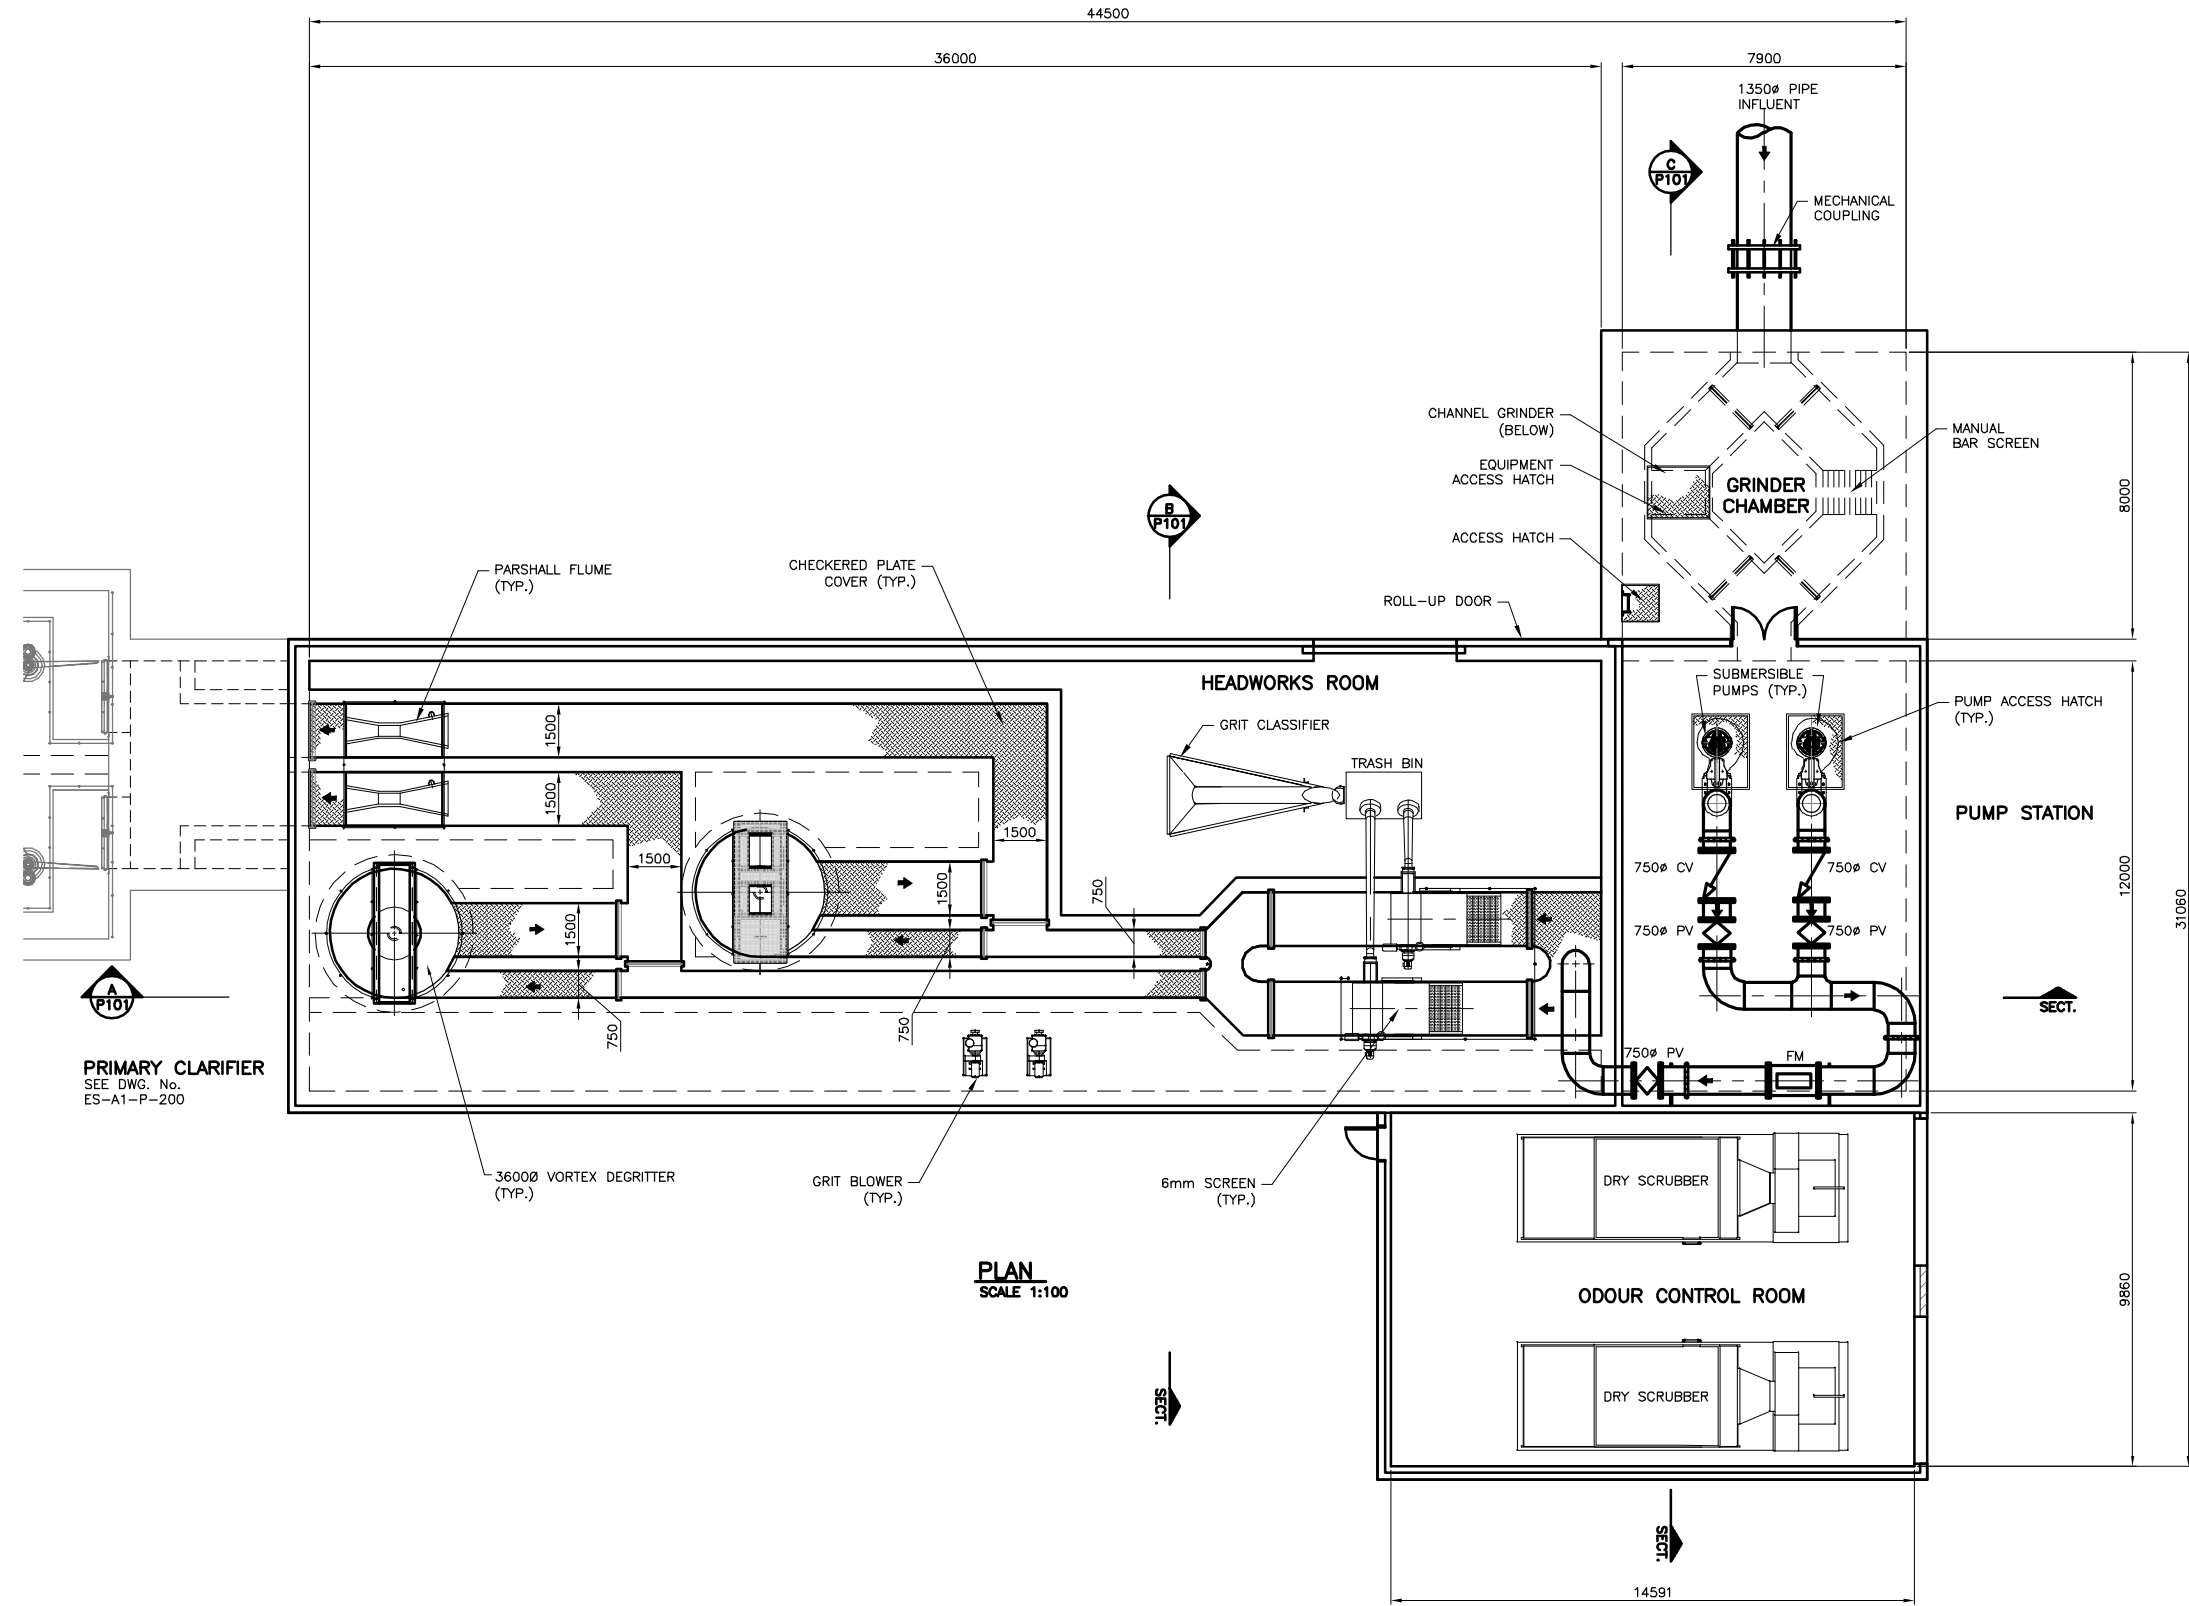 44500
36000
7900
1350ø PIPE
INFLUENT
C
P101
MECHANICAL
COUPLING
CHANNEL GRINDER
(BELOW)
MANUAL
BAR SCREEN
EQUIPMENT
ACCESS HATCH
GRINDER
CHAMBER
8000
B
P101
ACCESS HATCH
PARSHALL FLUME
(TYP.)
CHECKERED PLATE
COVER (TYP.)
ROLL-UP DOOR
HEADWORKS ROOM
SUBMERSIBLE
PUMPS (TYP.)
PUMP ACCESS HATCH
(TYP.)
1500
GRIT CLASSIFIER
TRASH BIN
1500
PUMP STATION
1500
1500
750ø CV
750ø CV
1500
750
12000
31060
1500
750ø PV
750ø PV
A
P101
750
750
SECT.
PRIMARY CLARIFIER
SEE DWG. No.
ES-A1-P-200
750ø PV
FM
3600Ø VORTEX DEGRITTER
(TYP.)
GRIT BLOWER
(TYP.)
6mm SCREEN
(TYP.)
DRY SCRUBBER
PLAN
SCALE 1:100
ODOUR CONTROL ROOM
9860
SECT.
DRY SCRUBBER
SECT.
14591